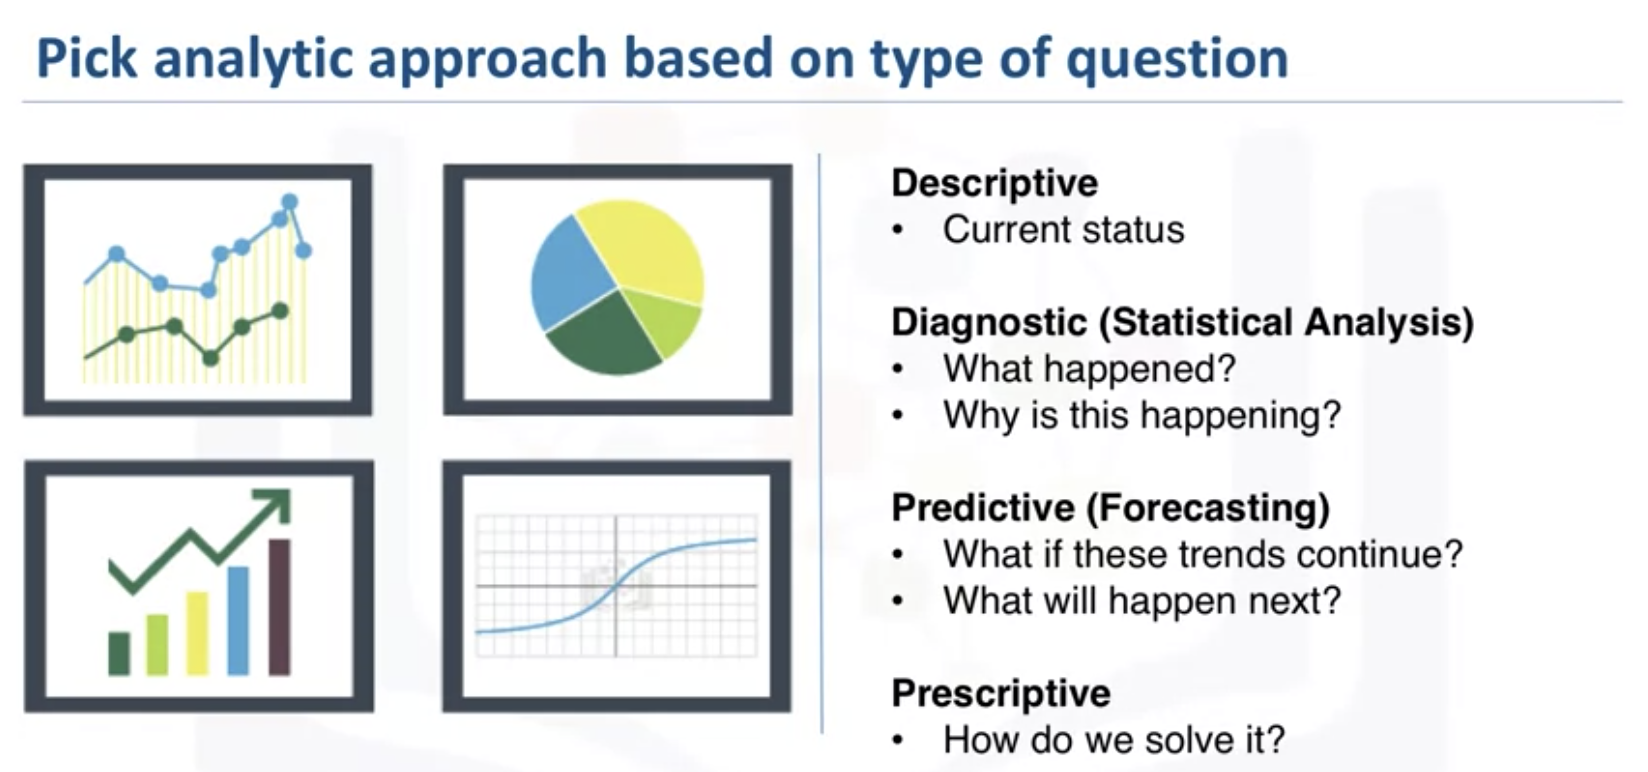 Pick analytic approach based on type of question
Descriptive
• Current status
Diagnostic (Statistical Analysis)
• What happened?
• Why is this happening?
Predictive (Forecasting)
• What if these trends continue?
• What will happen next?
Prescriptive
• How do we solve it?